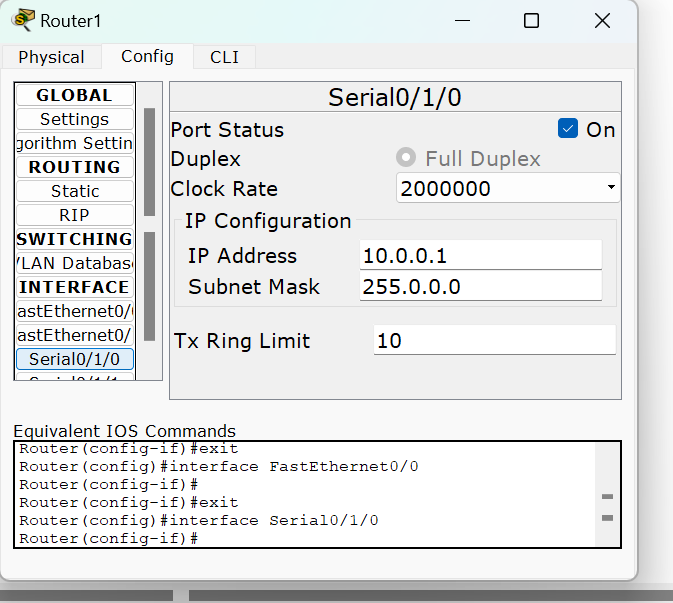 Router1
Physical
Config
CLI
GLOBAL
Settings
gorithm Settin
ROUTING
Static
RIP
SWITCHING
VLAN Databas
INTERFACE
astEthernet0/
astEthernet0/
Serial0/1/0
Serial0/1/0
Port Status
On
Duplex
Full Duplex
Clock Rate
2000000
IP Configuration
IP Address
10.0.0.1
Subnet Mask
255.0.0.0
Tx Ring Limit
10
Equivalent IOS Commands
Router(config-if)#exit
Router(config)#interface FastEthernet0/0
Router(config-if)#
Router(config-if)#exit
Router(config)#interface Serial0/1/0
Router(config-if)#